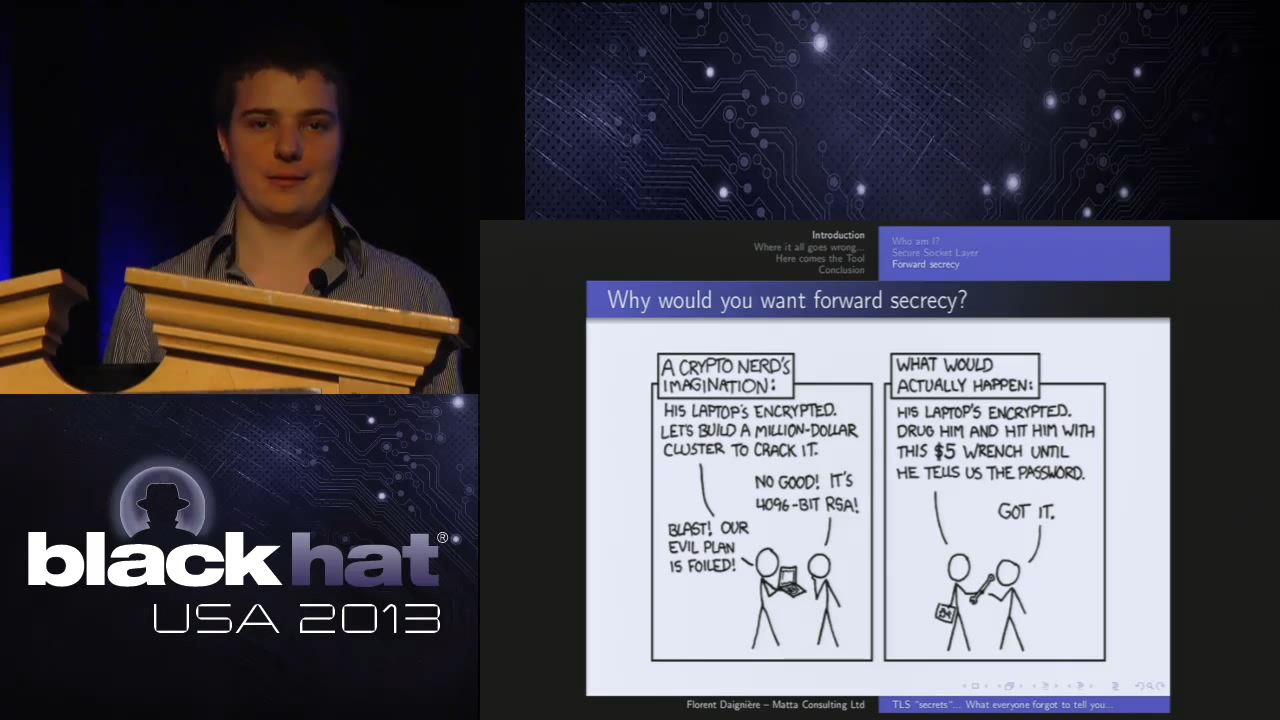 Introduction
Where it all goes wrong...
Here comes the Tool
Conclusion
Who am I?
Secure Socket Layer
Forward secrecy
Why would you want forward secrecy?
A CRYPTO NERD'S
IMAGINATION:
HIS LAPTOP'S ENCRYPTED.
LET'S BUILD A MILLION-DOLLAR
CLUSTER TO CRACK IT.
NO GOOD! IT'S
4096-BIT RSA!
BLAST! OUR
EVIL PLAN
IS FOILED!
WHAT WOULD
ACTUALLY HAPPEN:
HIS LAPTOP'S ENCRYPTED.
DRUG HIM AND HIT HIM WITH
THIS $5 WRENCH UNTIL
HE TELLS US THE PASSWORD.
GOT IT.
Florent Daignière – Matta Consulting Ltd
TLS "secrets"... What everyone forgot to tell you...
blackhat®
USA 2013